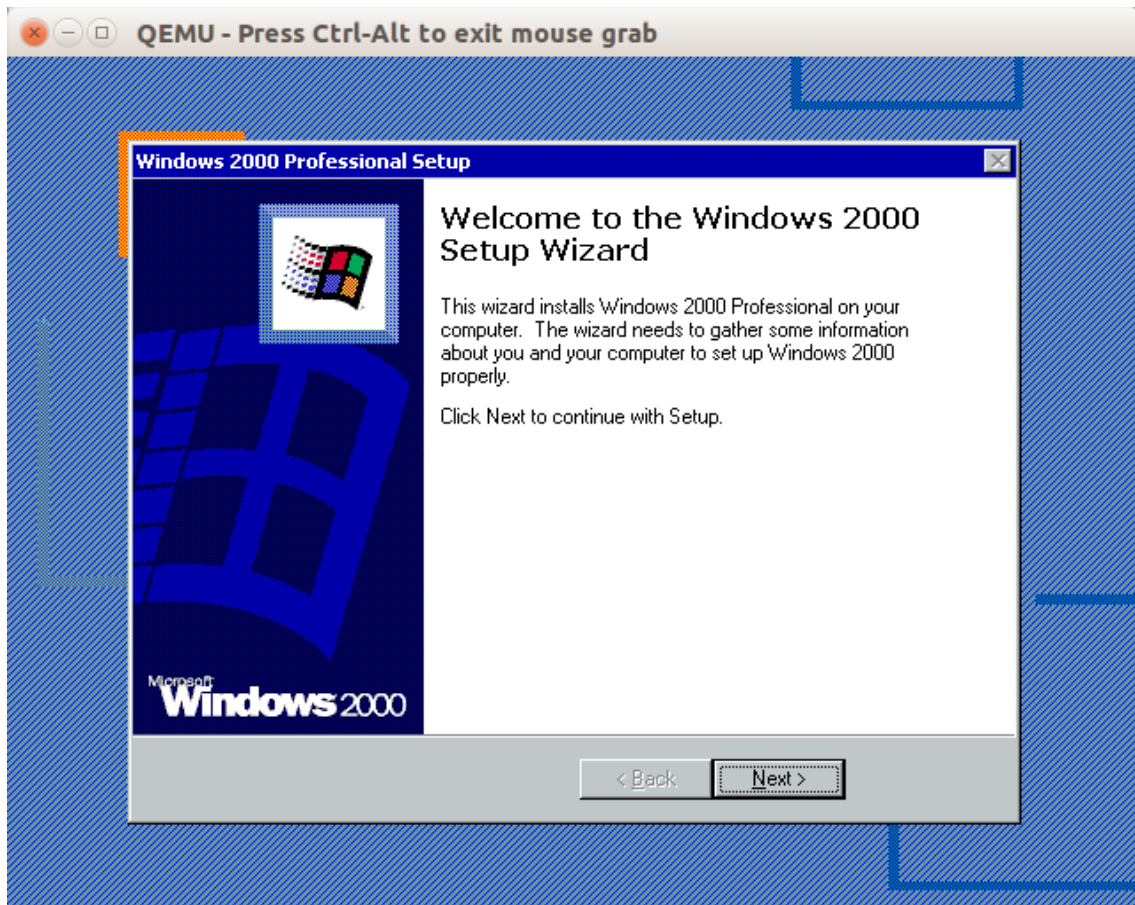 QEMU - Press Ctrl-Alt to exit mouse grab
Windows 2000 Professional Setup
Welcome to the Windows 2000
Setup Wizard
This wizard installs Windows 2000 Professional on your
computer. The wizard needs to gather some information
about you and your computer to set up Windows 2000
properly.
Click Next to continue with Setup.
Microsoft
Windows 2000
< Back
Next >